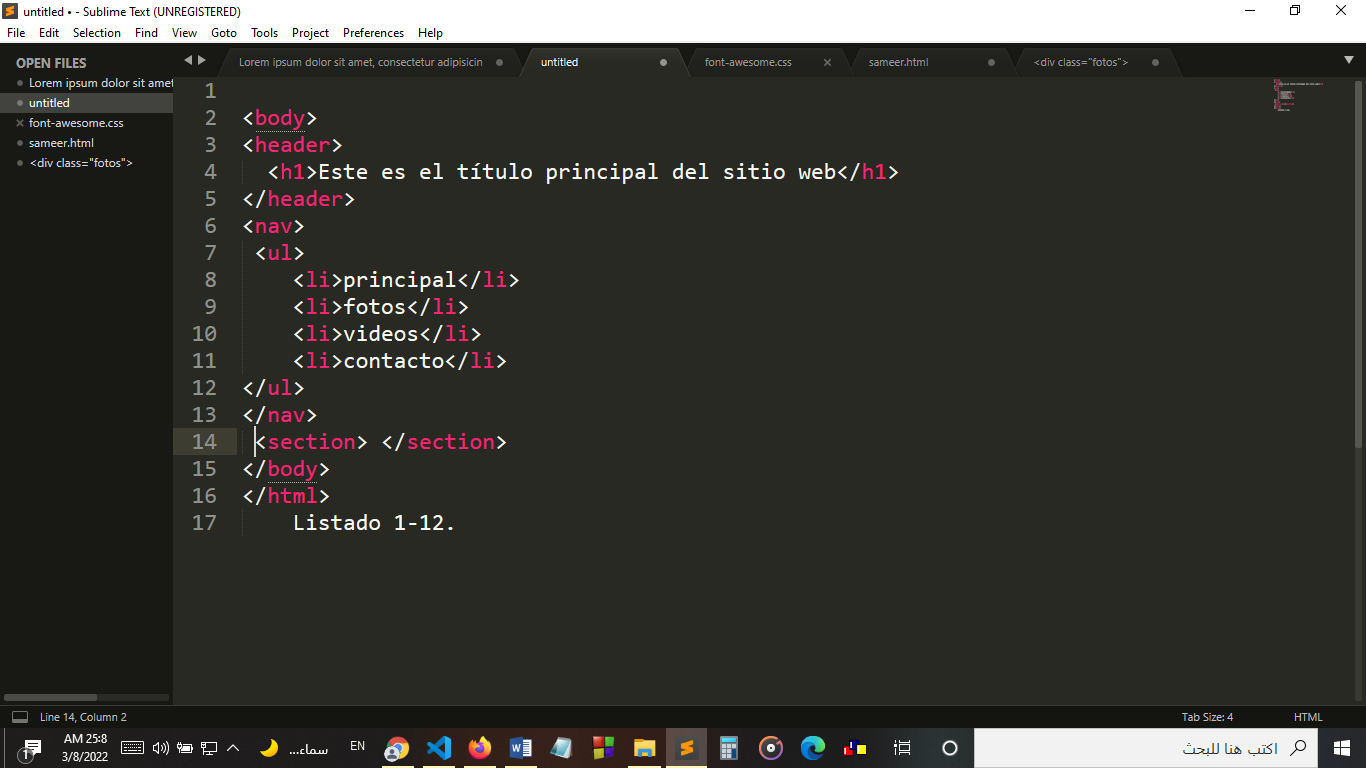 untitled • - Sublime Text (UNREGISTERED)
File Edit Selection Find View Goto Tools Project Preferences Help
OPEN FILES
Lorem ipsum dolor sit amet
untitled
font-awesome.css
sameer.html
<div class="fotos">
Lorem ipsum dolor sit amet, consectetur adipisicin
untitled
font-awesome.css
sameer.html
<div class="fotos">
1
2 <body>
3 <header>
4 <h1>Este es el título principal del sitio web</h1>
5 </header>
6 <nav>
7 <ul>
8 <li>principal</li>
9 <li>fotos</li>
10 <li>videos</li>
11 <li>contacto</li>
12 </ul>
13 </nav>
14 <section> </section>
15 </body>
16 </html>
17 Listado 1-12.
Line 14, Column 2
Tab Size: 4
HTML
1
AM 25:8
3/8/2022
سماء...
EN
اكتب هنا للبحث